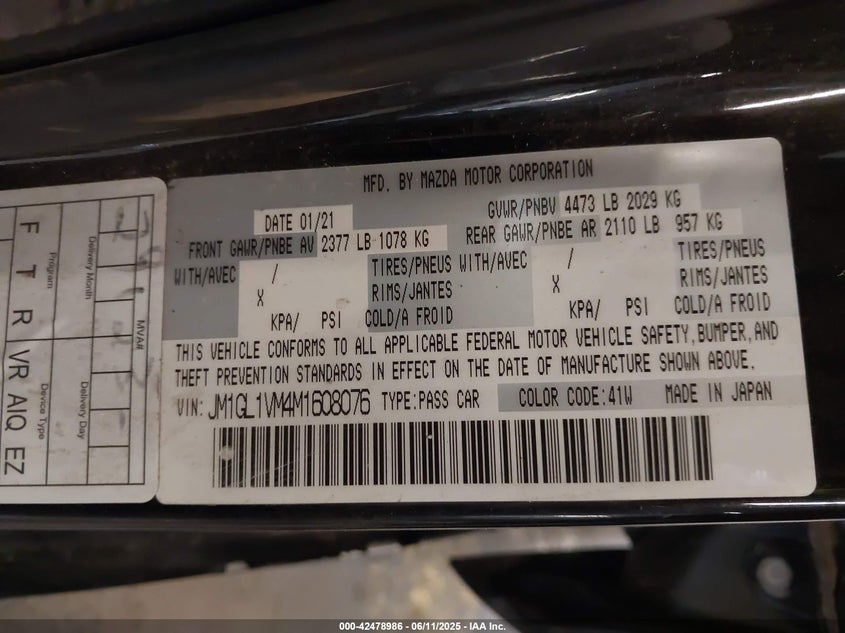 MFD. BY MAZDA MOTOR CORPORATION
DATE 01/21
GVWR/PNBV 4473 LB 2029 KG
FRONT GAWR/PNBE AV 2377 LB 1078 KG
REAR GAWR/PNBE AR 2110 LB 957 KG
WITH/AVEC / TIRES/PNEUS WITH/AVEC / TIRES/PNEUS
X RIMS/JANTES X RIMS/JANTES
KPA/ PSI COLD/A FROID KPA/ PSI COLD/A FROID
THIS VEHICLE CONFORMS TO ALL APPLICABLE FEDERAL MOTOR VEHICLE SAFETY,BUMPER,AND
THEFT PREVENTION STANDARDS IN EFFECT ON THE DATE OF MANUFACTURE SHOWN ABOVE.
VIN: JM1GL1VM4M1608076 TYPE:PASS CAR COLOR CODE:41W MADE IN JAPAN
MVA#
Delivery Month
Delivery Day
Program
Device Type
F T R VR AIQ EZ
000-42478986 - 06/11/2025 - IAA Inc.